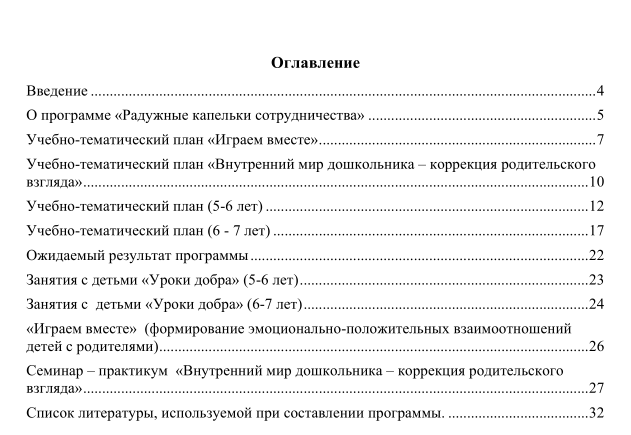 Оглавление
Введение ........................................................................................................................................4
О программе «Радужные капельки сотрудничества» .............................................................5
Учебно-тематический план «Играем вместе»..........................................................................7
Учебно-тематический план «Внутренний мир дошкольника – коррекция родительского
взгляда»........................................................................................................................................10
Учебно-тематический план (5-6 лет) .......................................................................................12
Учебно-тематический план (6 - 7 лет) .....................................................................................17
Ожидаемый результат программы ...........................................................................................22
Занятия с детьми «Уроки добра» (5-6 лет)..............................................................................23
Занятия с  детьми «Уроки добра» (6-7 лет).............................................................................24
«Играем вместе»  (формирование эмоционально-положительных взаимоотношений
детей с родителями)...................................................................................................................26
Семинар – практикум  «Внутренний мир дошкольника – коррекция родительского
взгляда»........................................................................................................................................27
Список литературы, используемой при составлении программы. ......................................32